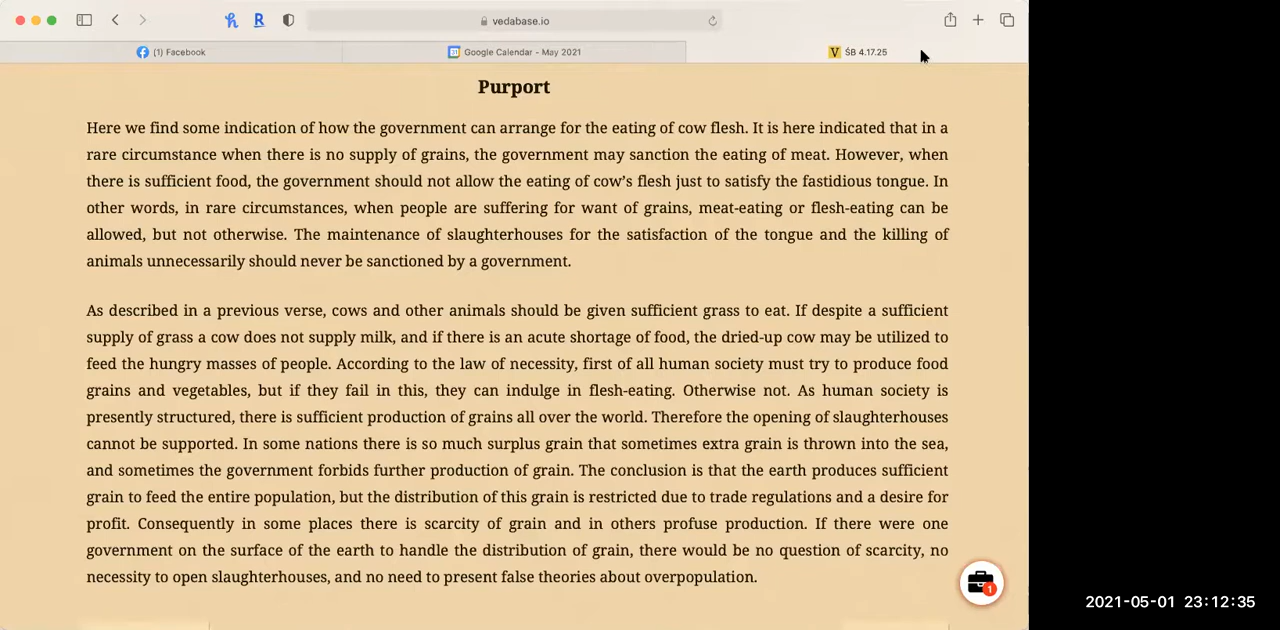 vedabase.io
(1) Facebook
31
Google Calendar - May 2021
V
ŚB 4.17.25
Purport
Here we find some indication of how the government can arrange for the eating of cow flesh. It is here indicated that in a
rare circumstance when there is no supply of grains, the government may sanction the eating of meat. However, when
there is sufficient food, the government should not allow the eating of cow’s flesh just to satisfy the fastidious tongue. In
other words, in rare circumstances, when people are suffering for want of grains, meat-eating or flesh-eating can be
allowed, but not otherwise. The maintenance of slaughterhouses for the satisfaction of the tongue and the killing of
animals unnecessarily should never be sanctioned by a government.
As described in a previous verse, cows and other animals should be given sufficient grass to eat. If despite a sufficient
supply of grass a cow does not supply milk, and if there is an acute shortage of food, the dried-up cow may be utilized to
feed the hungry masses of people. According to the law of necessity, first of all human society must try to produce food
grains and vegetables, but if they fail in this, they can indulge in flesh-eating. Otherwise not. As human society is
presently structured, there is sufficient production of grains all over the world. Therefore the opening of slaughterhouses
cannot be supported. In some nations there is so much surplus grain that sometimes extra grain is thrown into the sea,
and sometimes the government forbids further production of grain. The conclusion is that the earth produces sufficient
grain to feed the entire population, but the distribution of this grain is restricted due to trade regulations and a desire for
profit. Consequently in some places there is scarcity of grain and in others profuse production. If there were one
government on the surface of the earth to handle the distribution of grain, there would be no question of scarcity, no
necessity to open slaughterhouses, and no need to present false theories about overpopulation.
1
2021-05-01 23:12:35